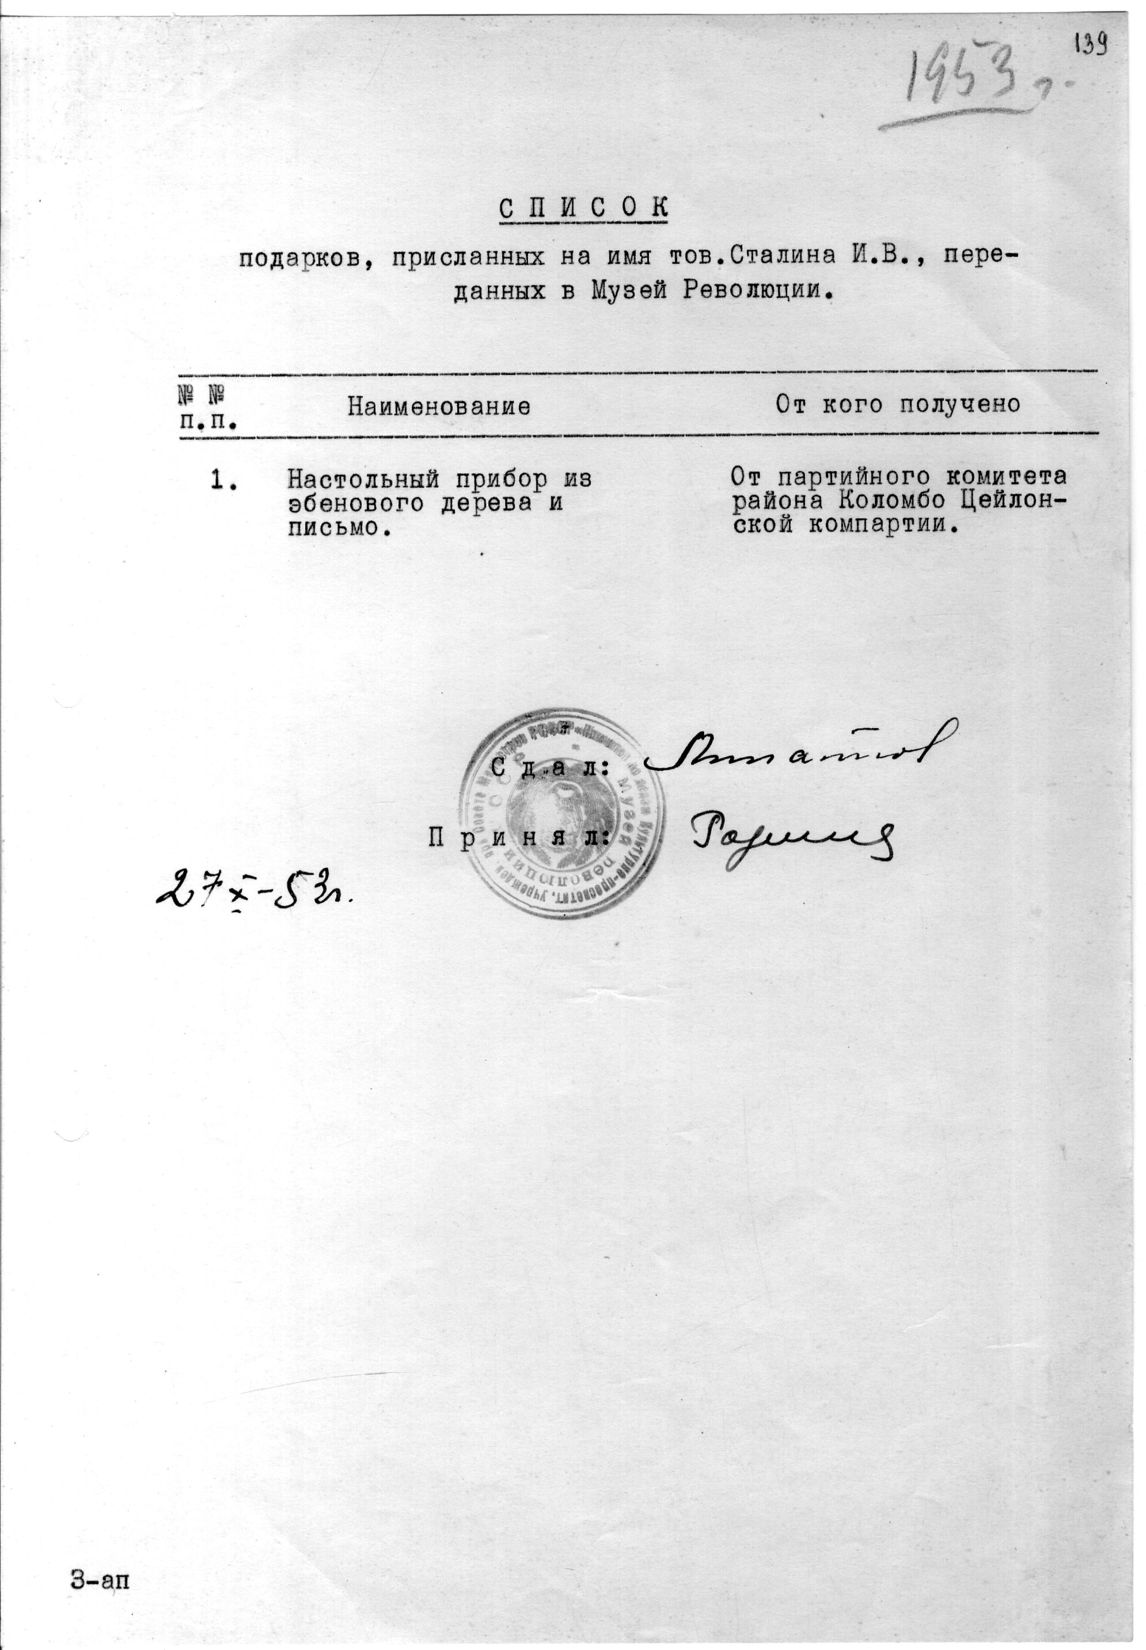 139
1953 г.
СПИСОК
подарков, присланных на имя тов.Сталина И.В., пере-
данных в Музей Революции.
№ №
п.п.
Наименование
От кого получено
1.
Настольный прибор из
эбенового дерева и
письмо.
От партийного комитета
района Коломбо Цейлон-
ской компартии.
Сдал:
Принял:
Музей Революции
27 X-53г.
3-ап